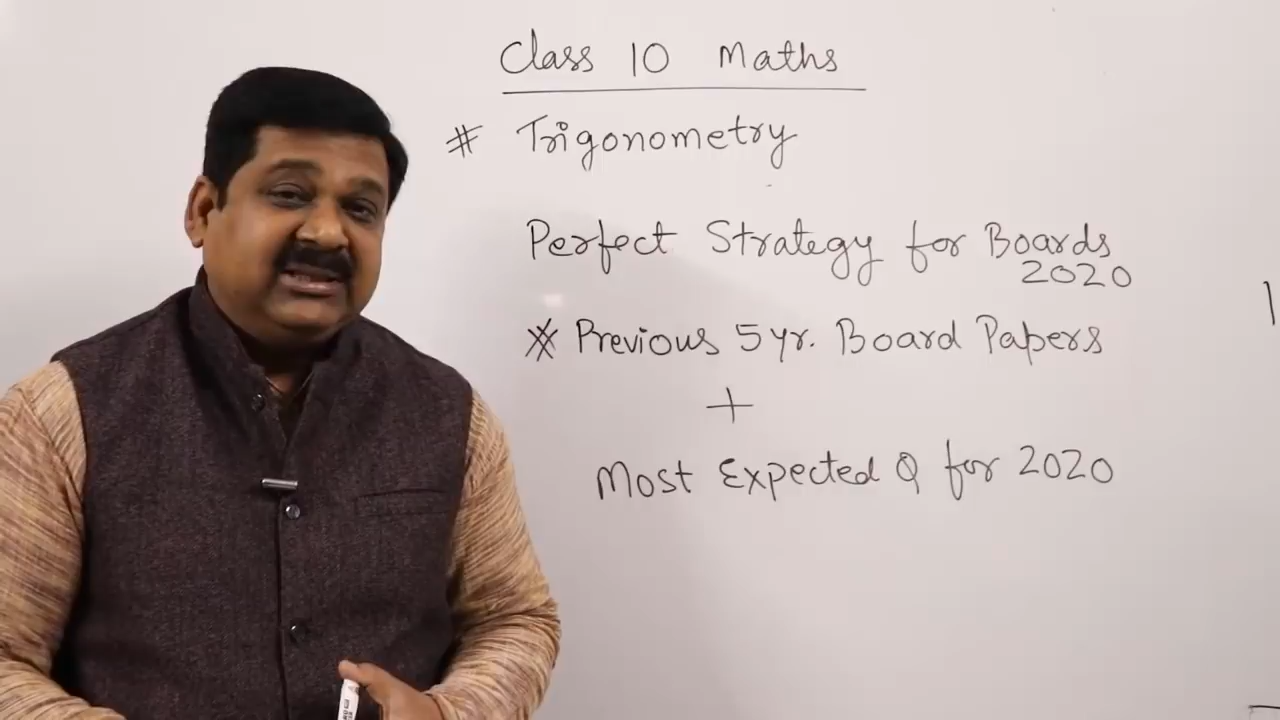 Class 10 Maths
# Trigonometry
Perfect Strategy for Boards
2020
※ Previous 5yr. Board Papers
+
Most Expected Q for 2020